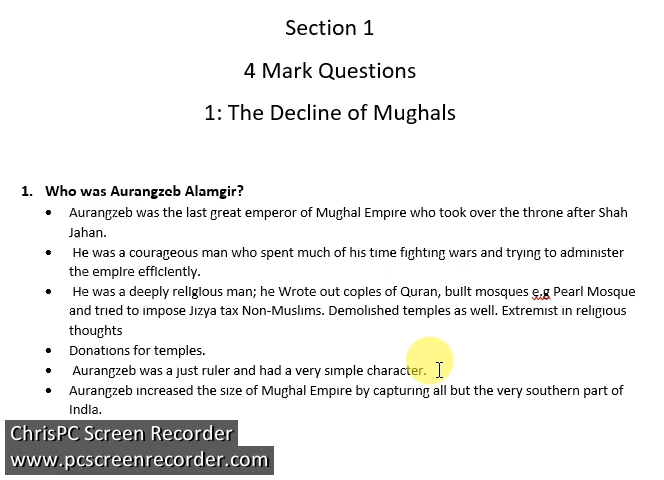 Section 1
4 Mark Questions
1: The Decline of Mughals
1. Who was Aurangzeb Alamgir?
• Aurangzeb was the last great emperor of Mughal Empire who took over the throne after Shah
Jahan.
• He was a courageous man who spent much of his time fighting wars and trying to administer
the empire efficiently.
• He was a deeply religious man; he Wrote out copies of Quran, built mosques e.g Pearl Mosque
and tried to impose Jizya tax Non-Muslims. Demolished temples as well. Extremist in religious
thoughts
• Donations for temples.
• Aurangzeb was a just ruler and had a very simple character.
• Aurangzeb increased the size of Mughal Empire by capturing all but the very southern part of
India.
ChrisPC Screen Recorder
www.pcscreenrecorder.com